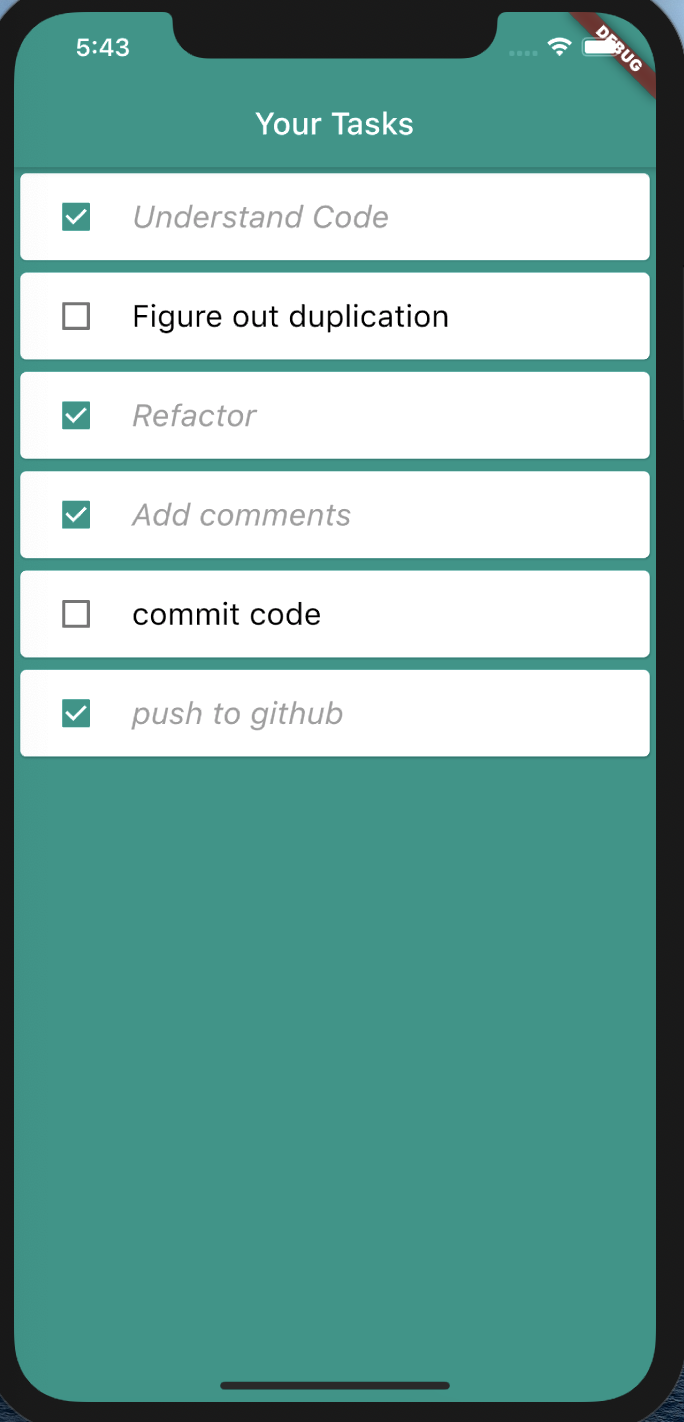 5:43
DEBUG
Your Tasks
Understand Code
Figure out duplication
Refactor
Add comments
commit code
push to github